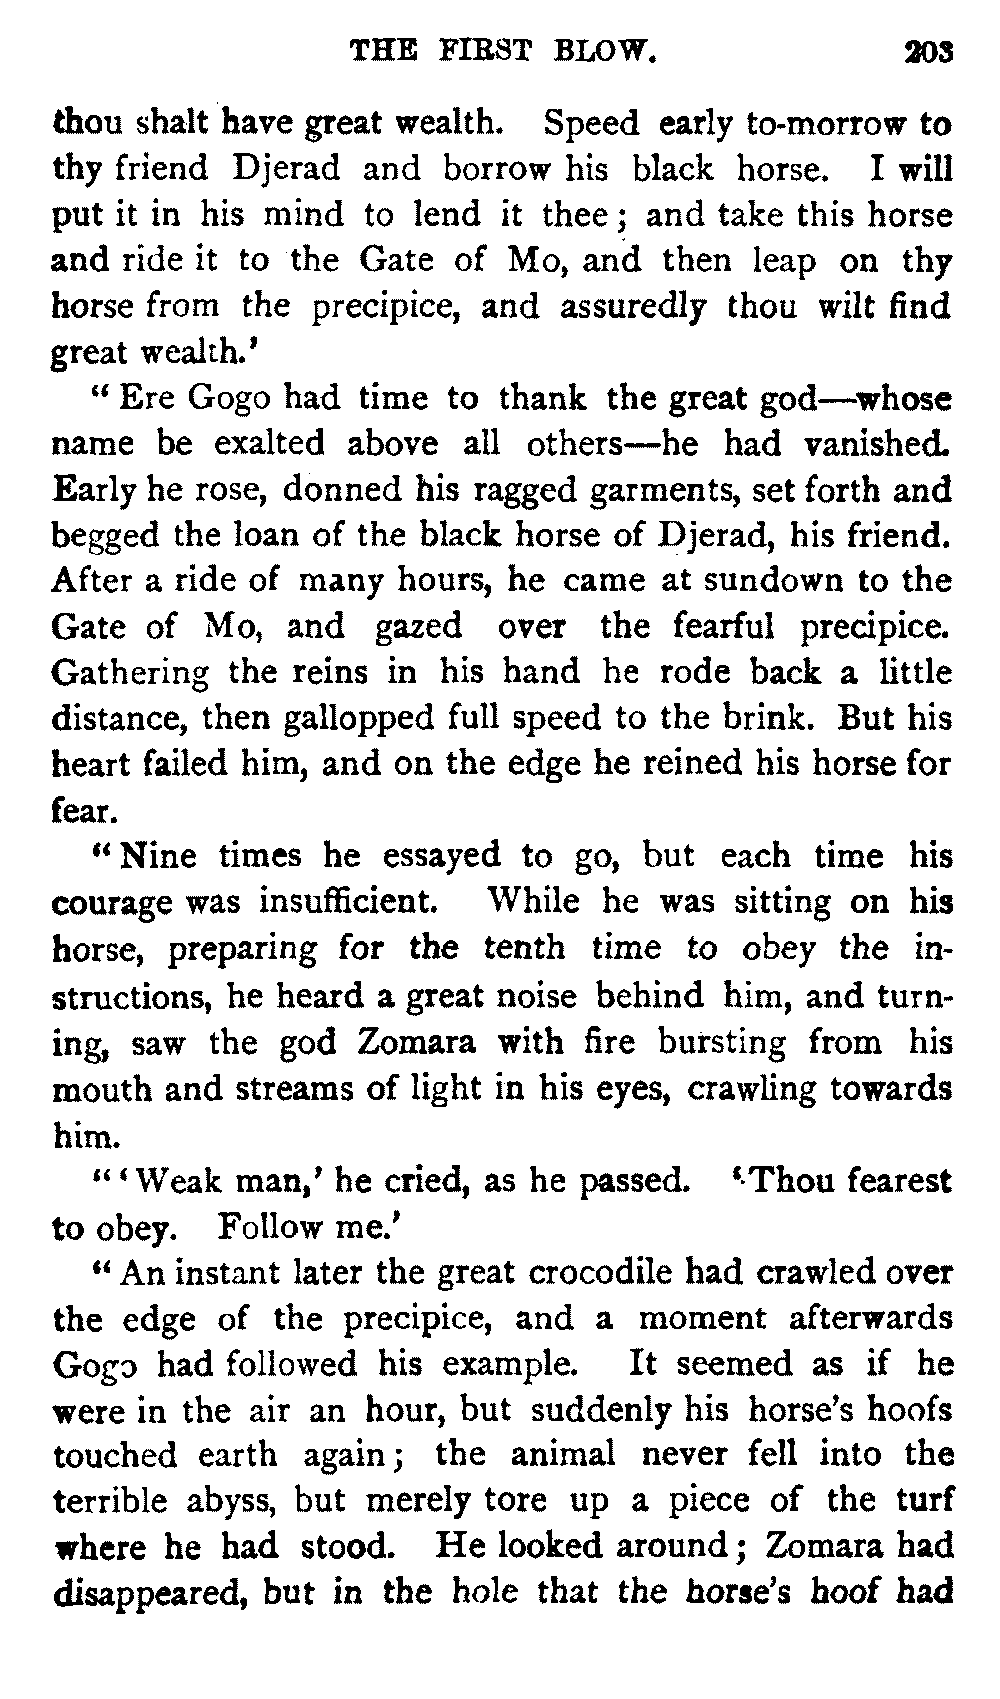 THE FIRST BLOW. 203
thou shalt have great wealth. Speed early to-morrow to
thy friend Djerad and borrow his black horse. I will
put it in his mind to lend it thee; and take this horse
and ride it to the Gate of Mo, and then leap on thy
horse from the precipice, and assuredly thou wilt find
great wealth.'
"Ere Gogo had time to thank the great god—whose
name be exalted above all others—he had vanished.
Early he rose, donned his ragged garments, set forth and
begged the loan of the black horse of Djerad, his friend.
After a ride of many hours, he came at sundown to the
Gate of Mo, and gazed over the fearful precipice.
Gathering the reins in his hand he rode back a little
distance, then gallopped full speed to the brink. But his
heart failed him, and on the edge he reined his horse for
fear.
"Nine times he essayed to go, but each time his
courage was insufficient. While he was sitting on his
horse, preparing for the tenth time to obey the in-
structions, he heard a great noise behind him, and turn-
ing, saw the god Zomara with fire bursting from his
mouth and streams of light in his eyes, crawling towards
him.
"'Weak man,' he cried, as he passed. 'Thou fearest
to obey. Follow me.'
"An instant later the great crocodile had crawled over
the edge of the precipice, and a moment afterwards
Gogo had followed his example. It seemed as if he
were in the air an hour, but suddenly his horse's hoofs
touched earth again; the animal never fell into the
terrible abyss, but merely tore up a piece of the turf
where he had stood. He looked around; Zomara had
disappeared, but in the hole that the horse's hoof had